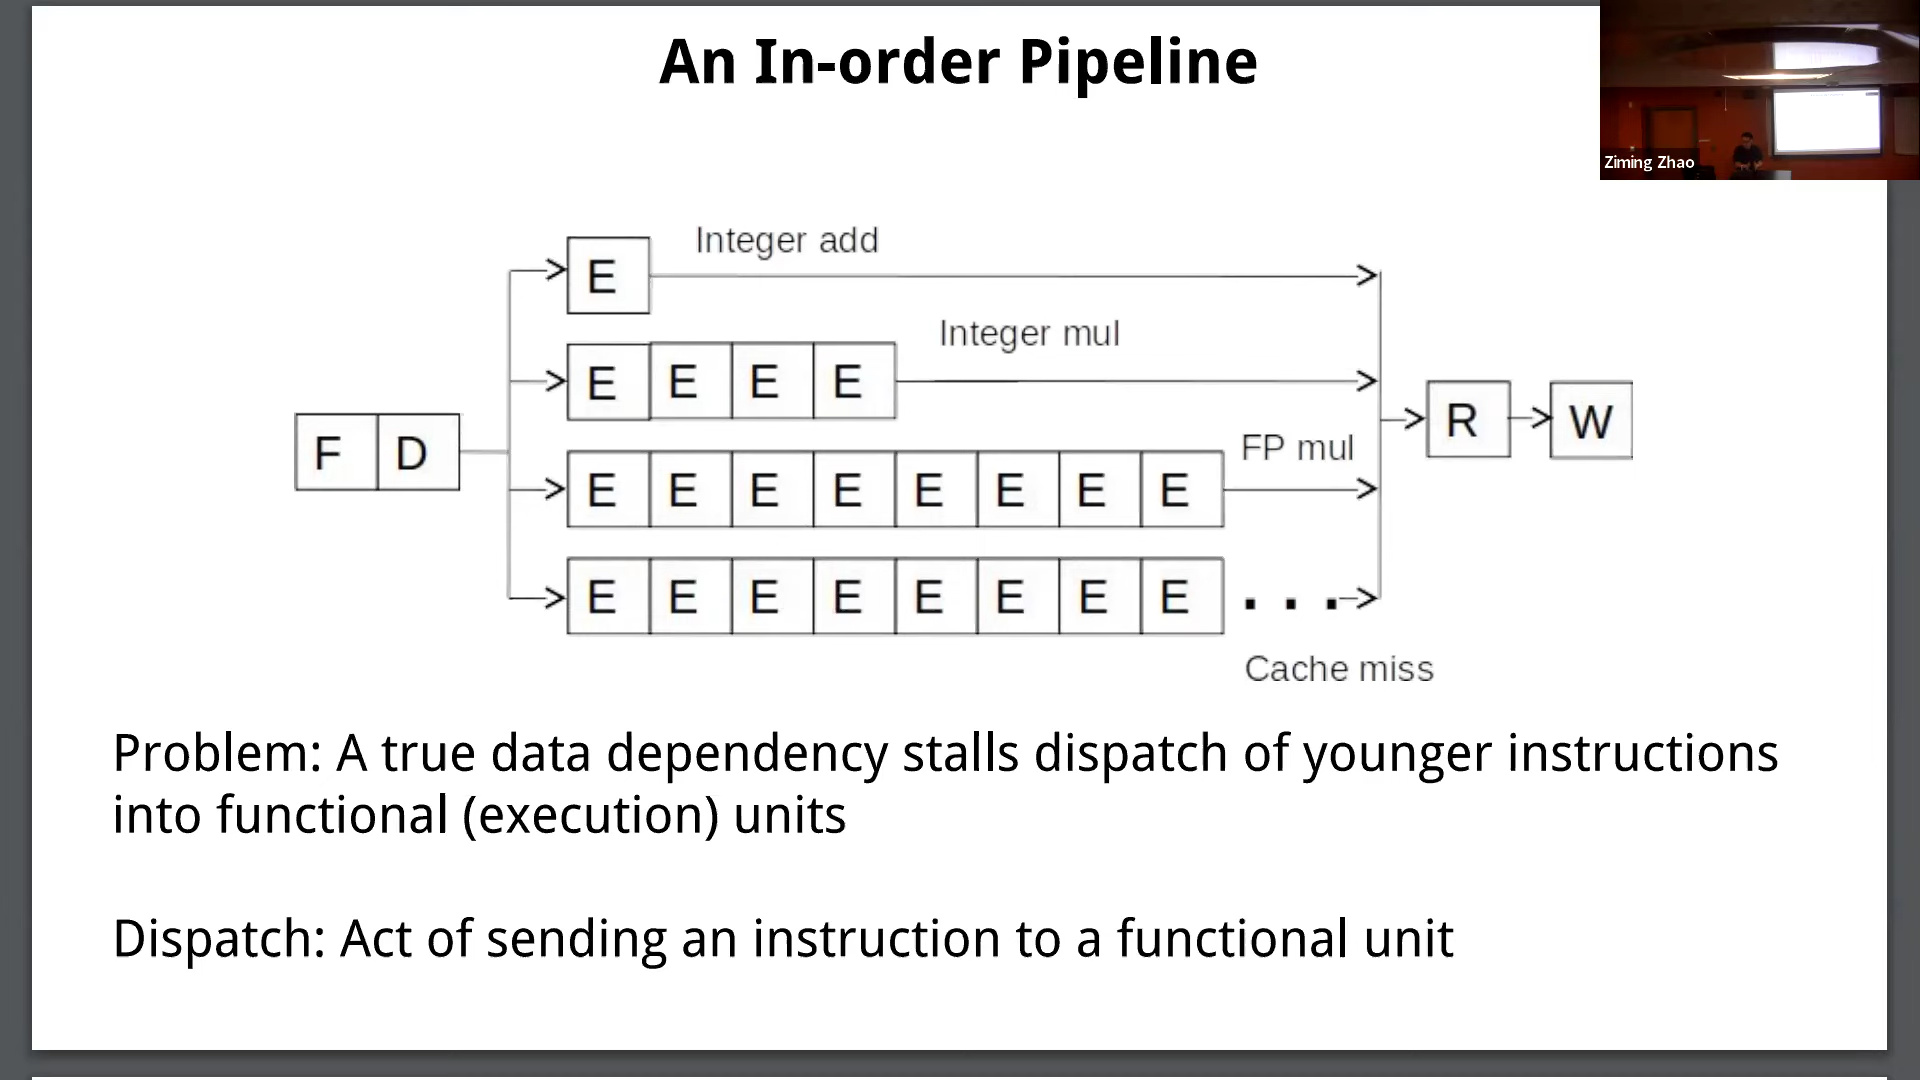 An In-order Pipeline
Ziming Zhao
Integer add
E
Integer mul
E E E E
F D
FP mul
E E E E E E E E
R W
E E E E E E E E . . .
Cache miss
Problem: A true data dependency stalls dispatch of younger instructions
into functional (execution) units
Dispatch: Act of sending an instruction to a functional unit